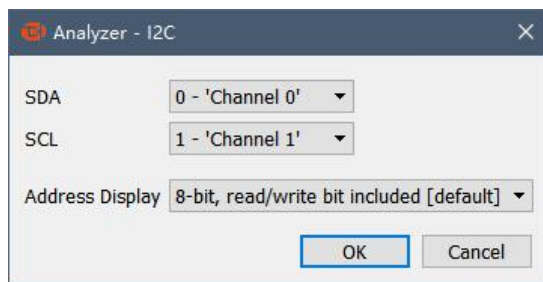 Analyzer - I2C
SDA 0 - 'Channel 0'
SCL 1 - 'Channel 1'
Address Display 8-bit, read/write bit included [default]
OK Cancel